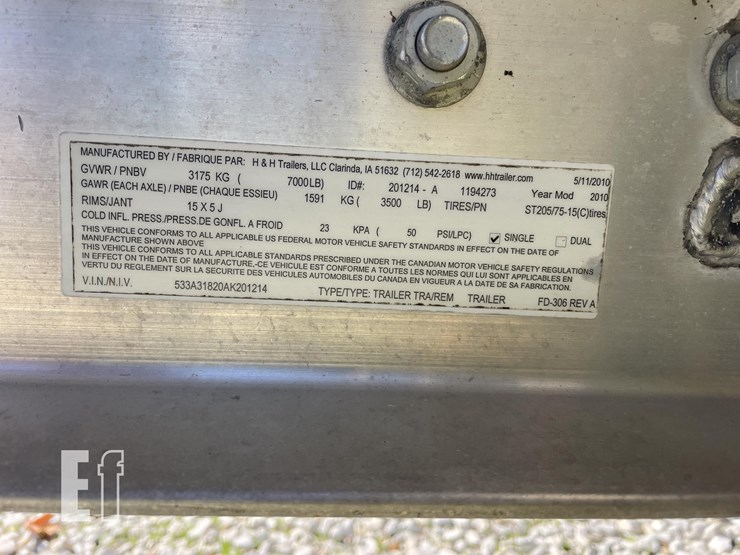 MANUFACTURED BY / FABRIQUE PAR: H & H Trailers, LLC Clarinda, IA 51632 (712) 542-2618 www.hhtrailer.com 5/11/2010
GVWR / PNBV 3175 KG ( 7000LB) ID#: 201214 - A 1194273 Year Mod 2010
GAWR (EACH AXLE) / PNBE (CHAQUE ESSIEU) 1591 KG ( 3500 LB) TIRES/PN ST205/75-15(C)tires
RIMS/JANT 15 X 5 J
COLD INFL. PRESS./PRESS.DE GONFL. A FROID 23 KPA ( 50 PSI/LPC) SINGLE DUAL
THIS VEHICLE CONFORMS TO ALL APPLICABLE US FEDERAL MOTOR VEHICLE SAFETY STANDARDS IN EFFECT ON THE DATE OF
MANUFACTURE SHOWN ABOVE
THIS VEHICLE CONFORMS TO ALL APPLICABLE STANDARDS PRESCRIBED UNDER THE CANADIAN MOTOR VEHICLE SAFETY REGULATIONS
IN EFFECT ON THE DATE OF MANUFACTURE,-CE VEHICULE EST CONFORME A TOUTES LES NORMES QUI LUI SONT APPLICABLES EN
VERTU DU REGLEMENT SUR LA SECURITE DES VEHICULES AUTOMOBILES DU CANADA EN VIGUEUR A LA DATE DE SA FABRICATION.
V.I.N./N.I.V. 533A31820AK201214 TYPE/TYPE: TRAILER TRA/REM TRAILER FD-306 REV A
Ef